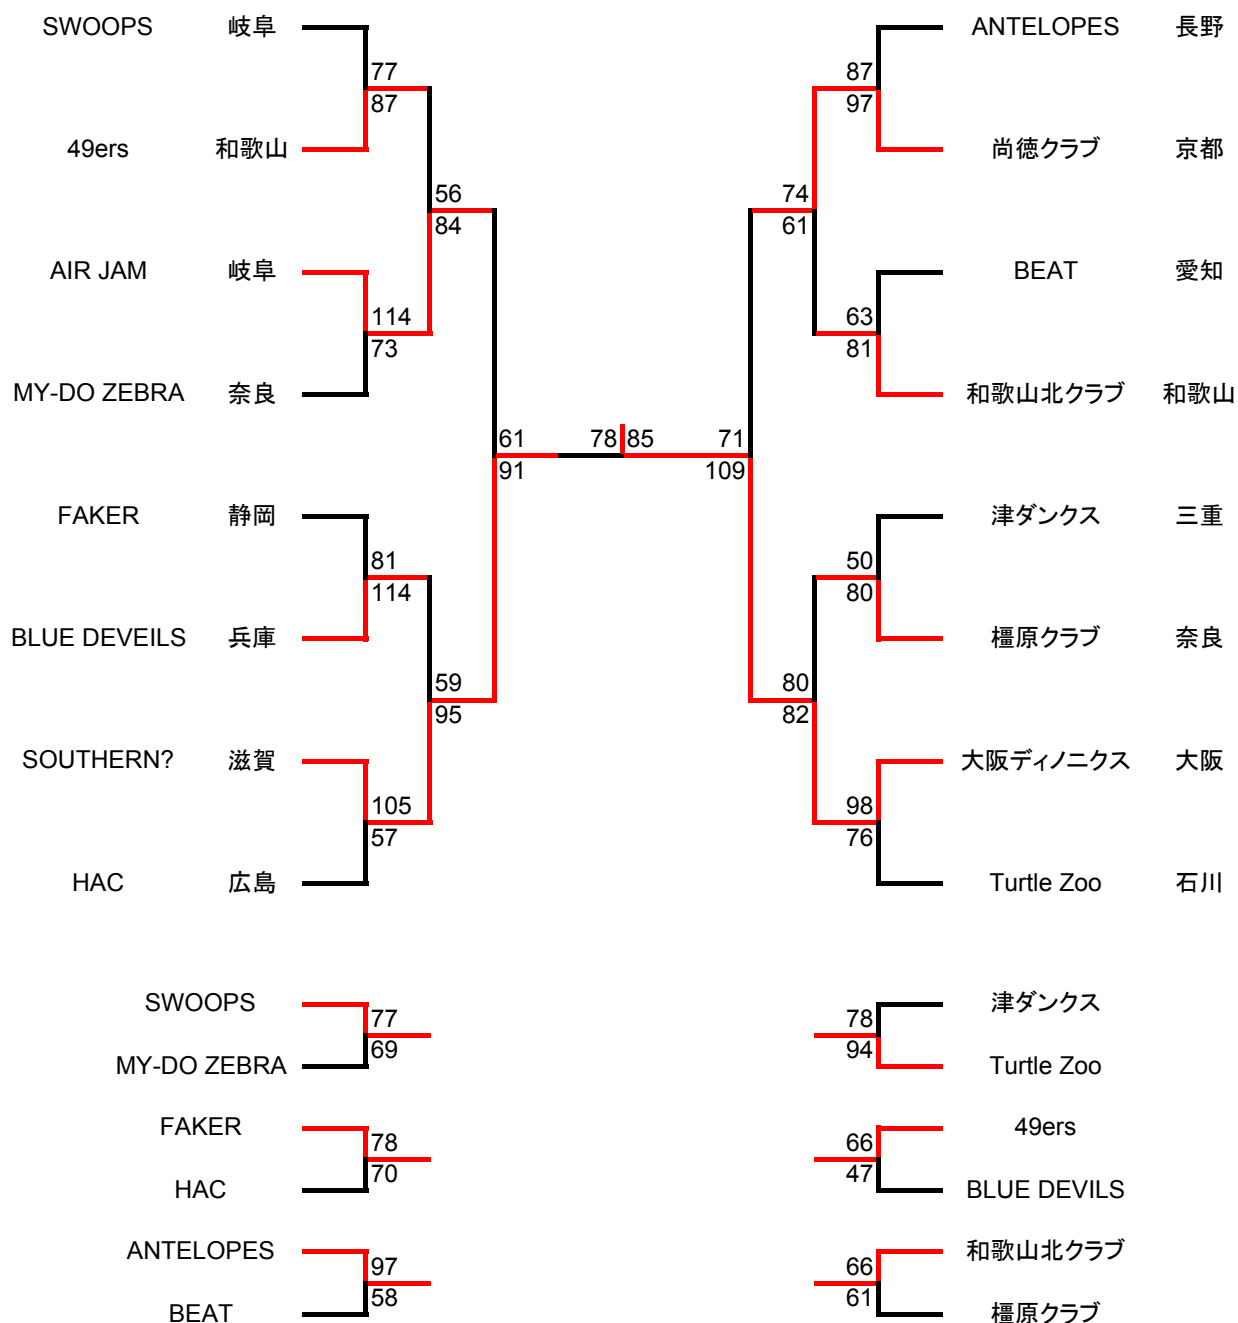 SWOOPS 岐阜 ANTELOPES 長野
77 87
87 97
49ers 和歌山 尚徳クラブ 京都
56 74
84 61
AIR JAM 岐阜 BEAT 愛知
114 63
73 81
MY-DO ZEBRA 奈良 和歌山北クラブ 和歌山
61 78 85 71
91 109
FAKER 静岡 津ダンクス 三重
81 50
114 80
BLUE DEVEILS 兵庫 橿原クラブ 奈良
59 80
95 82
SOUTHERN? 滋賀 大阪ディノニクス 大阪
105 98
57 76
HAC 広島 Turtle Zoo 石川
SWOOPS 津ダンクス
77 78
69 94
MY-DO ZEBRA Turtle Zoo
FAKER 49ers
78 66
70 47
HAC BLUE DEVILS
ANTELOPES 和歌山北クラブ
97 66
58 61
BEAT 橿原クラブ